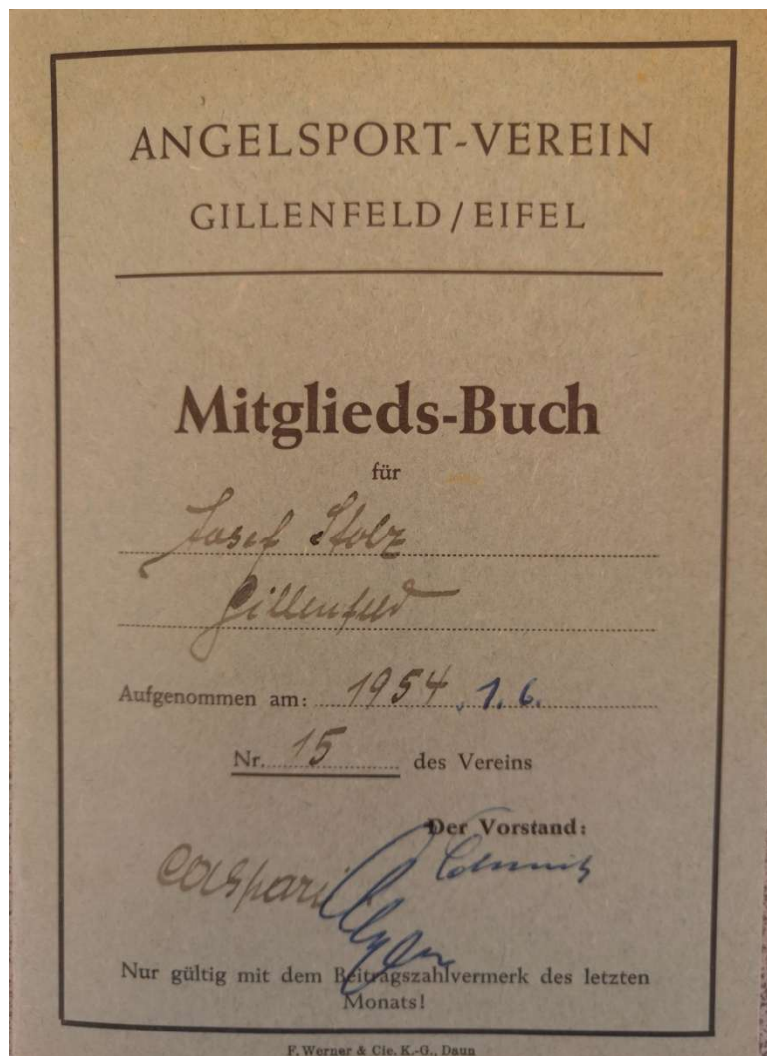 ANGELSPORT-VEREIN
GILLENFELD/EIFEL
Mitglieds-Buch
für
Josef Stolz
Gillenfeld
Aufgenommen am: 1954, 1. 6.
Nr. 15 des Vereins
Der Vorstand:
Caspari
Nur gültig mit dem Beitragszahlvermerk des letzten
Monats!
F. Werner & Cie. K.-G., Daun